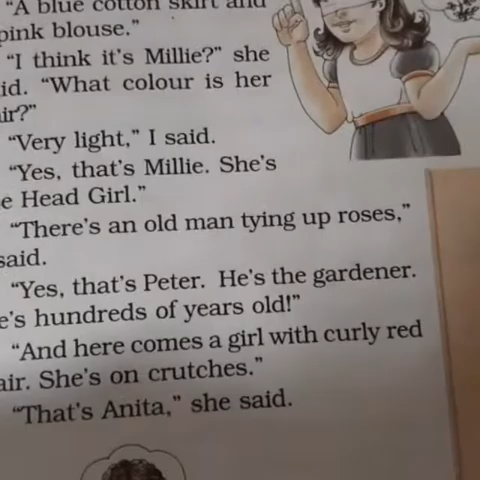 "A blue cotton skirt and
pink blouse."
"I think it's Millie?" she
id. "What colour is her
ir?"
"Very light," I said.
"Yes, that's Millie. She's
e Head Girl."
"There's an old man tying up roses,"
said.
"Yes, that's Peter. He's the gardener.
e's hundreds of years old!"
"And here comes a girl with curly red
air. She's on crutches."
"That's Anita," she said.